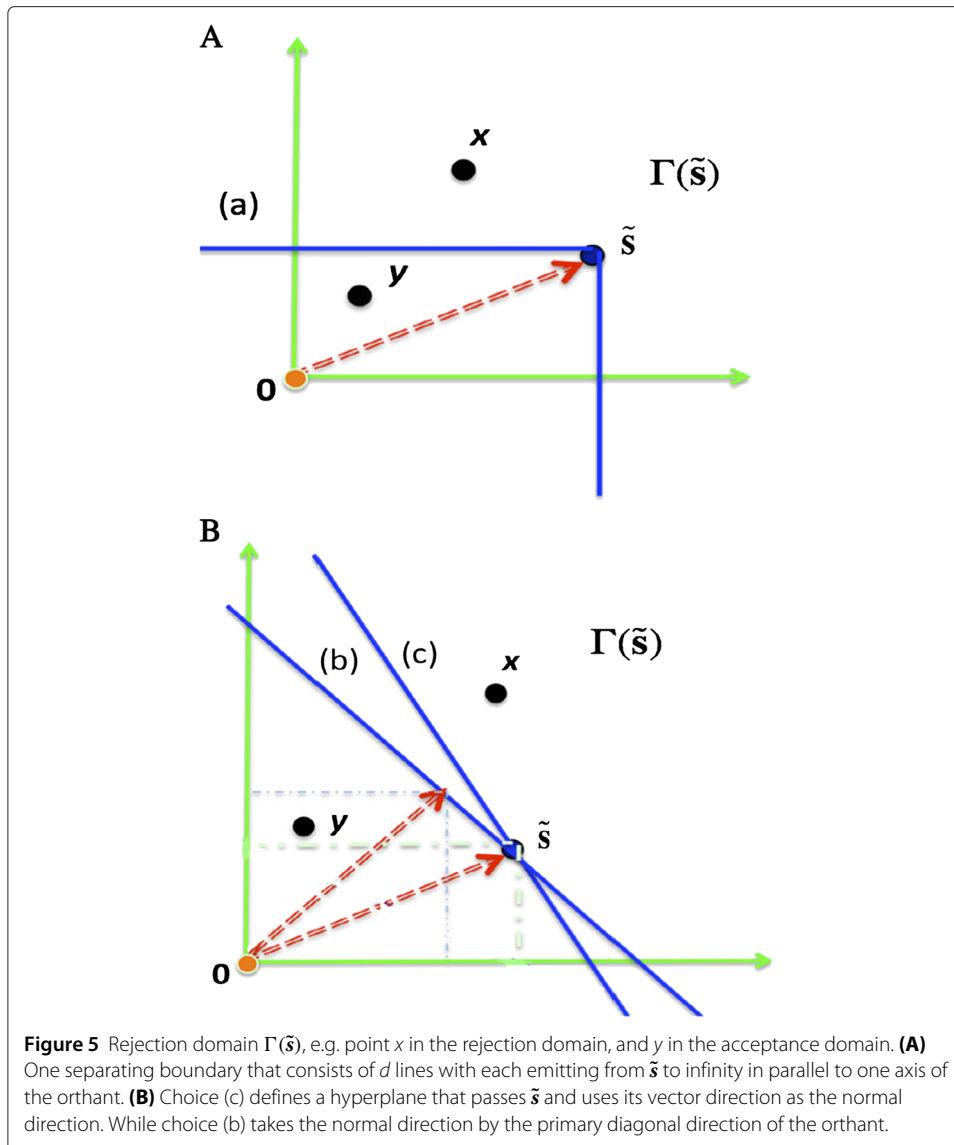 A
x
Γ(s̃)
(a)
s̃
y
0
B
(b)
(c)
x
Γ(s̃)
y
s̃
0
Figure 5 Rejection domain Γ(s̃), e.g. point x in the rejection domain, and y in the acceptance domain. (A)
One separating boundary that consists of d lines with each emitting from s̃ to infinity in parallel to one axis of
the orthant. (B) Choice (c) defines a hyperplane that passes s̃ and uses its vector direction as the normal
direction. While choice (b) takes the normal direction by the primary diagonal direction of the orthant.